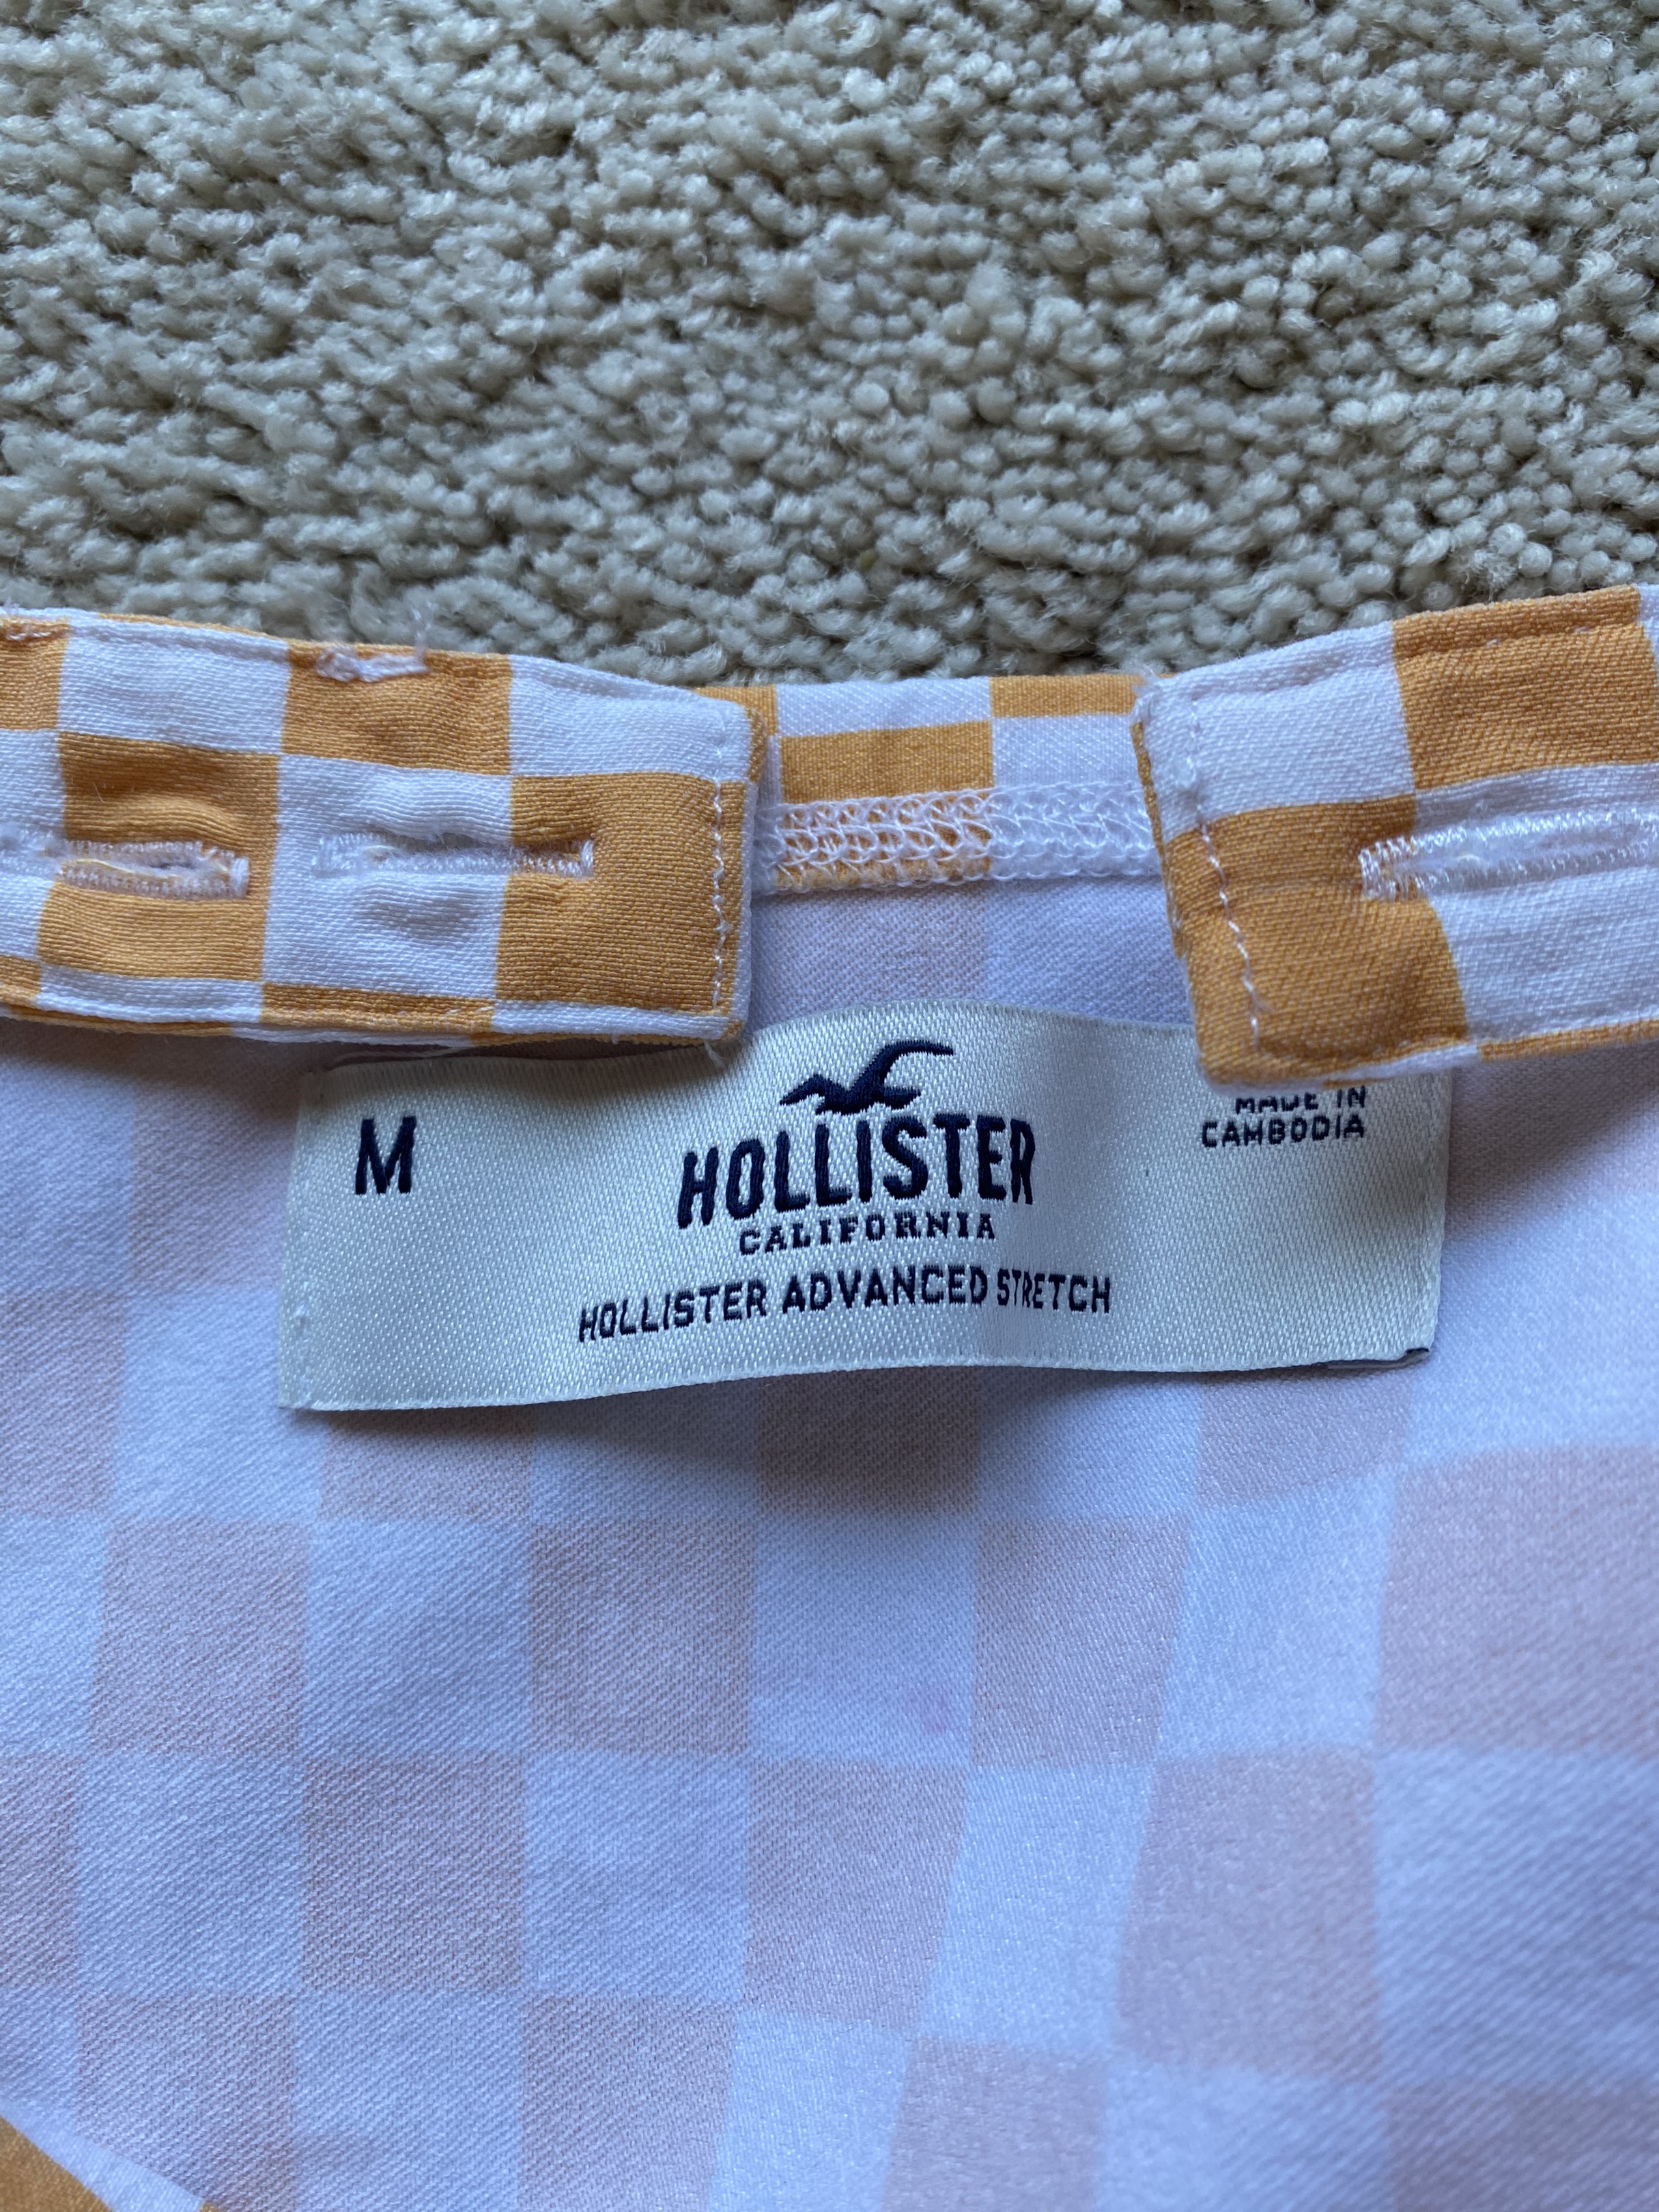 M
HOLLISTER
CALIFORNIA
HOLLISTER ADVANCED STRETCH
MADE IN
CAMBODIA